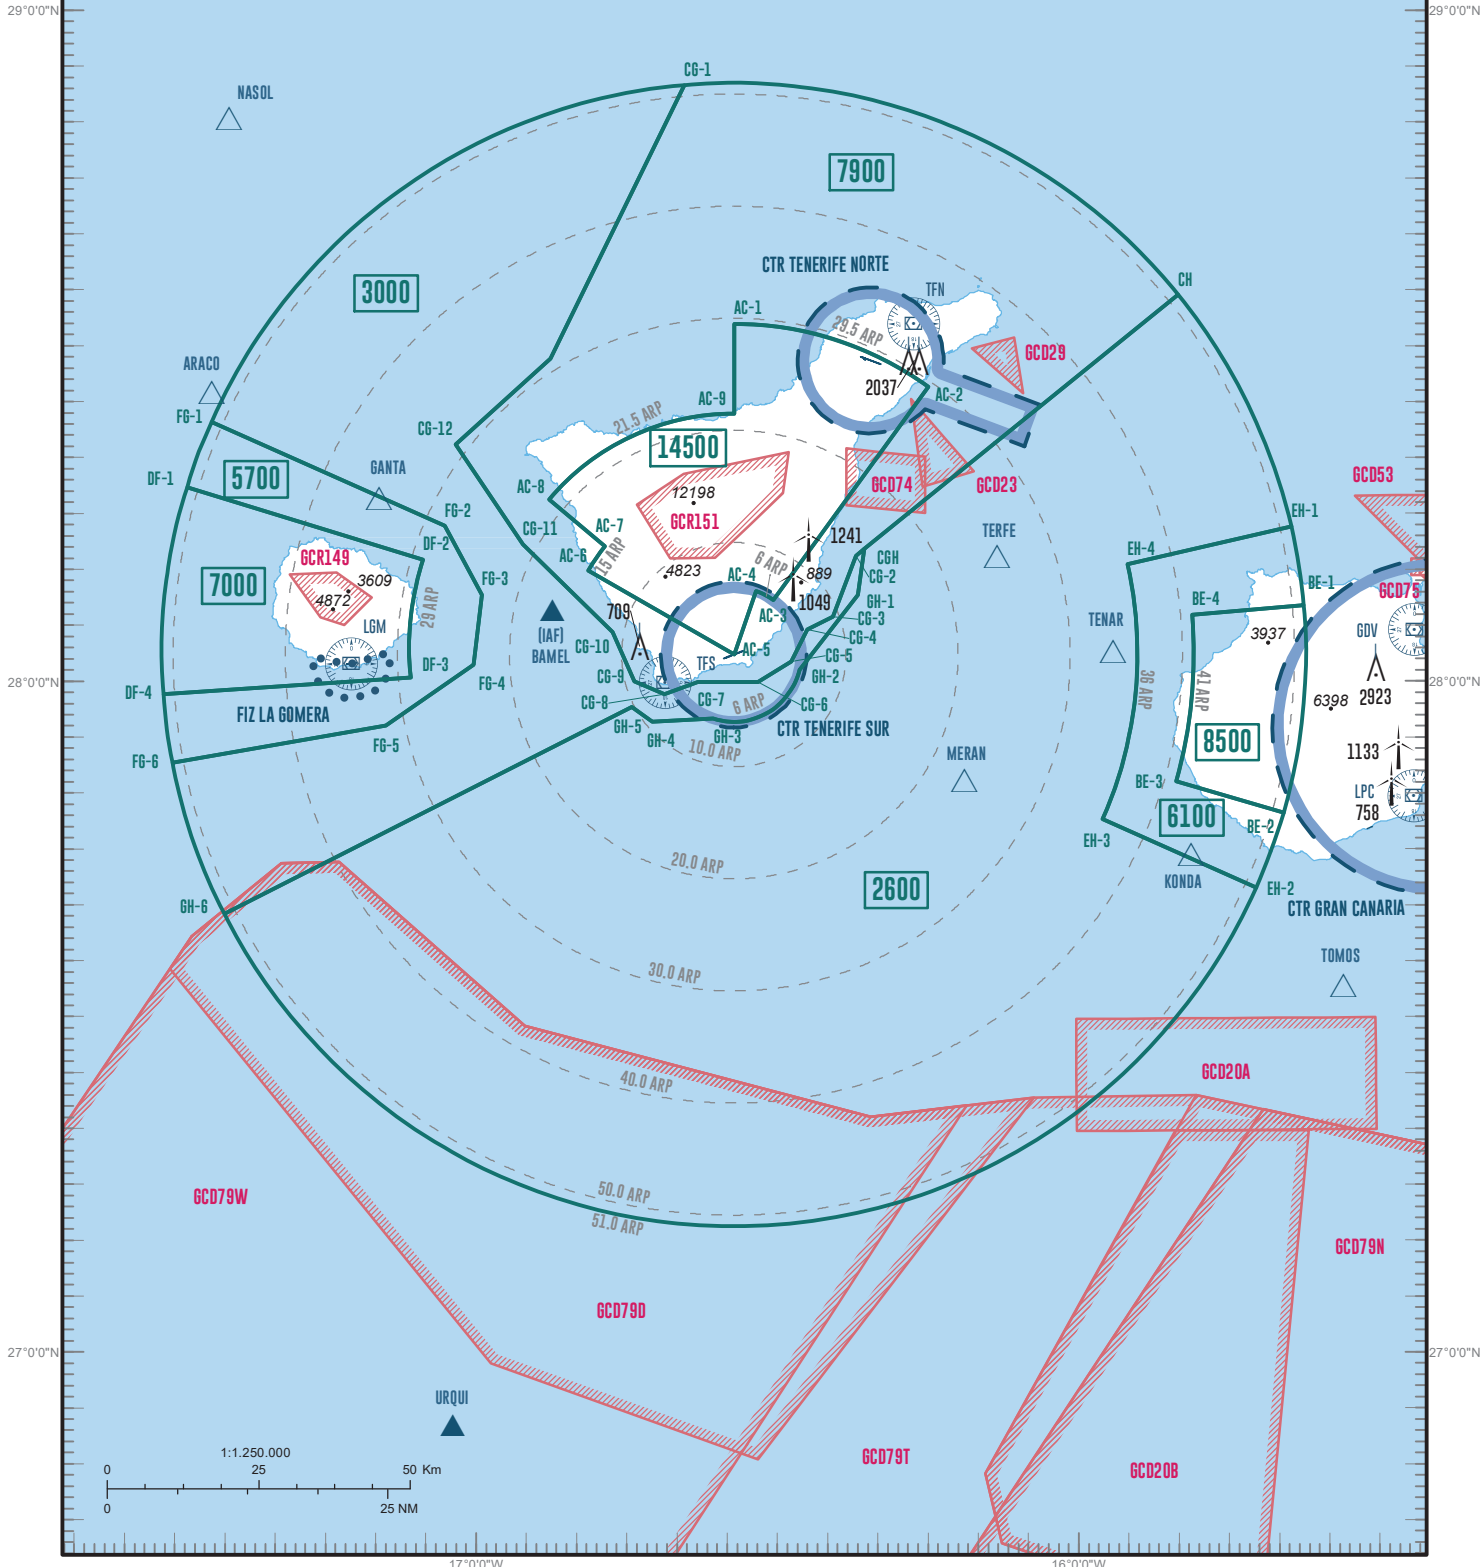 29°0'0"N
29°0'0"N
CG-1
NASOL
7900
CTR TENERIFE NORTE
CH
3000
TFN
AC-1
29.5 ARP
GCD29
ARACO
2037
AC-2
AC-9
FG-1
21.5 ARP
CG-12
14500
GANTA
5700
DF-1
AC-8
12198
GCD74
GCD23
GCD53
FG-2
GCR151
EH-1
CG-11
AC-7
1241
TERFE
DF-2
AC-6
15 ARP
EH-4
GCR149
6 ARP
CGH
4823
AC-4
889
CG-2
7000
3609
FG-3
BE-1
GCD75
4872
29 ARP
709
1049
GH-1
BE-4
AC-3
CG-3
TENAR
LGM
(IAF)
BAMEL
CG-10
CG-4
3937
GDV
AC-5
CG-5
DF-3
TFS
CG-9
GH-2
FG-4
28°0'0"N
28°0'0"N
DF-4
36 ARP
41 ARP
2923
6398
CG-8
CG-7
6 ARP
CG-6
FIZ LA GOMERA
GH-5
GH-4
GH-3
CTR TENERIFE SUR
FG-5
10.0 ARP
8500
1133
FG-6
MERAN
BE-3
LPC
758
6100
BE-2
EH-3
20.0 ARP
2600
KONDA
EH-2
GH-6
CTR GRAN CANARIA
TOMOS
30.0 ARP
GCD20A
40.0 ARP
50.0 ARP
51.0 ARP
GCD79W
GCD79N
GCD79D
27°0'0"N
27°0'0"N
URQUI
1:1.250.000
0 25 50 Km
0 25 NM
GCD79T
GCD20B
17°0'0"W
16°0'0"W